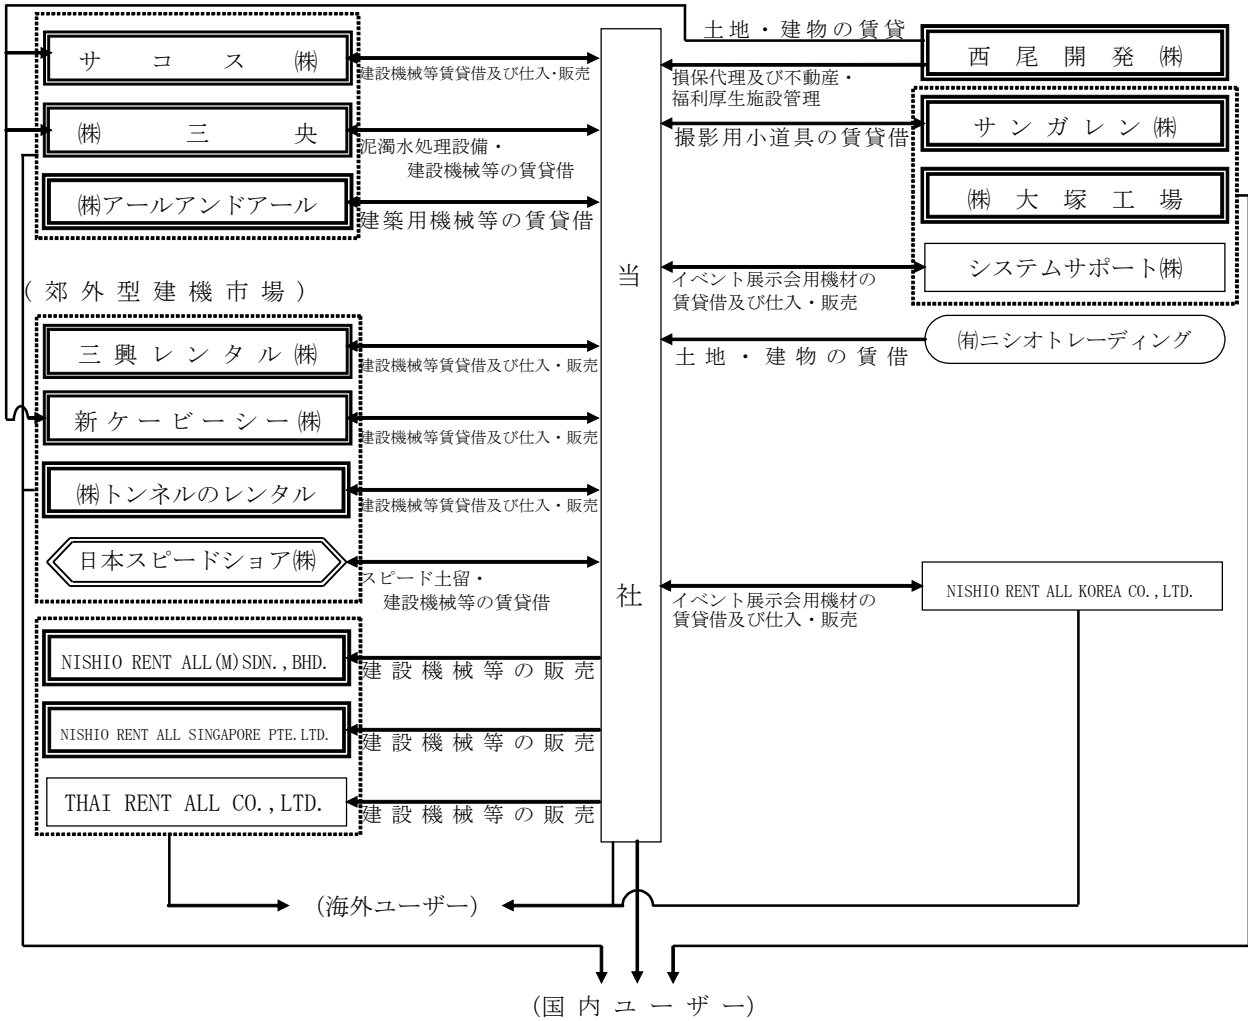 サコス㈱
建設機械等賃貸借及び仕入・販売
㈱三央
泥濁水処理設備・
建設機械等の賃貸借
㈱アールアンドアール
建築用機械等の賃貸借
(郊外型建機市場)
三興レンタル㈱
建設機械等賃貸借及び仕入・販売
新ケービーシー㈱
建設機械等賃貸借及び仕入・販売
㈱トンネルのレンタル
建設機械等賃貸借及び仕入・販売
日本スピードショア㈱
スピード土留・
建設機械等の賃貸借
NISHIO RENT ALL(M)SDN.,BHD.
建設機械等の販売
NISHIO RENT ALL SINGAPORE PTE.LTD.
建設機械等の販売
THAI RENT ALL CO.,LTD.
建設機械等の販売
当
社
土地・建物の賃貸
西尾開発㈱
損保代理及び不動産・
福利厚生施設管理
サンガレン㈱
撮影用小道具の賃貸借
㈱大塚工場
システムサポート㈱
イベント展示会用機材の
賃貸借及び仕入・販売
㈲ニシオトレーディング
土地・建物の賃借
NISHIO RENT ALL KOREA CO.,LTD.
イベント展示会用機材の
賃貸借及び仕入・販売
(海外ユーザー)
(国内ユーザー)